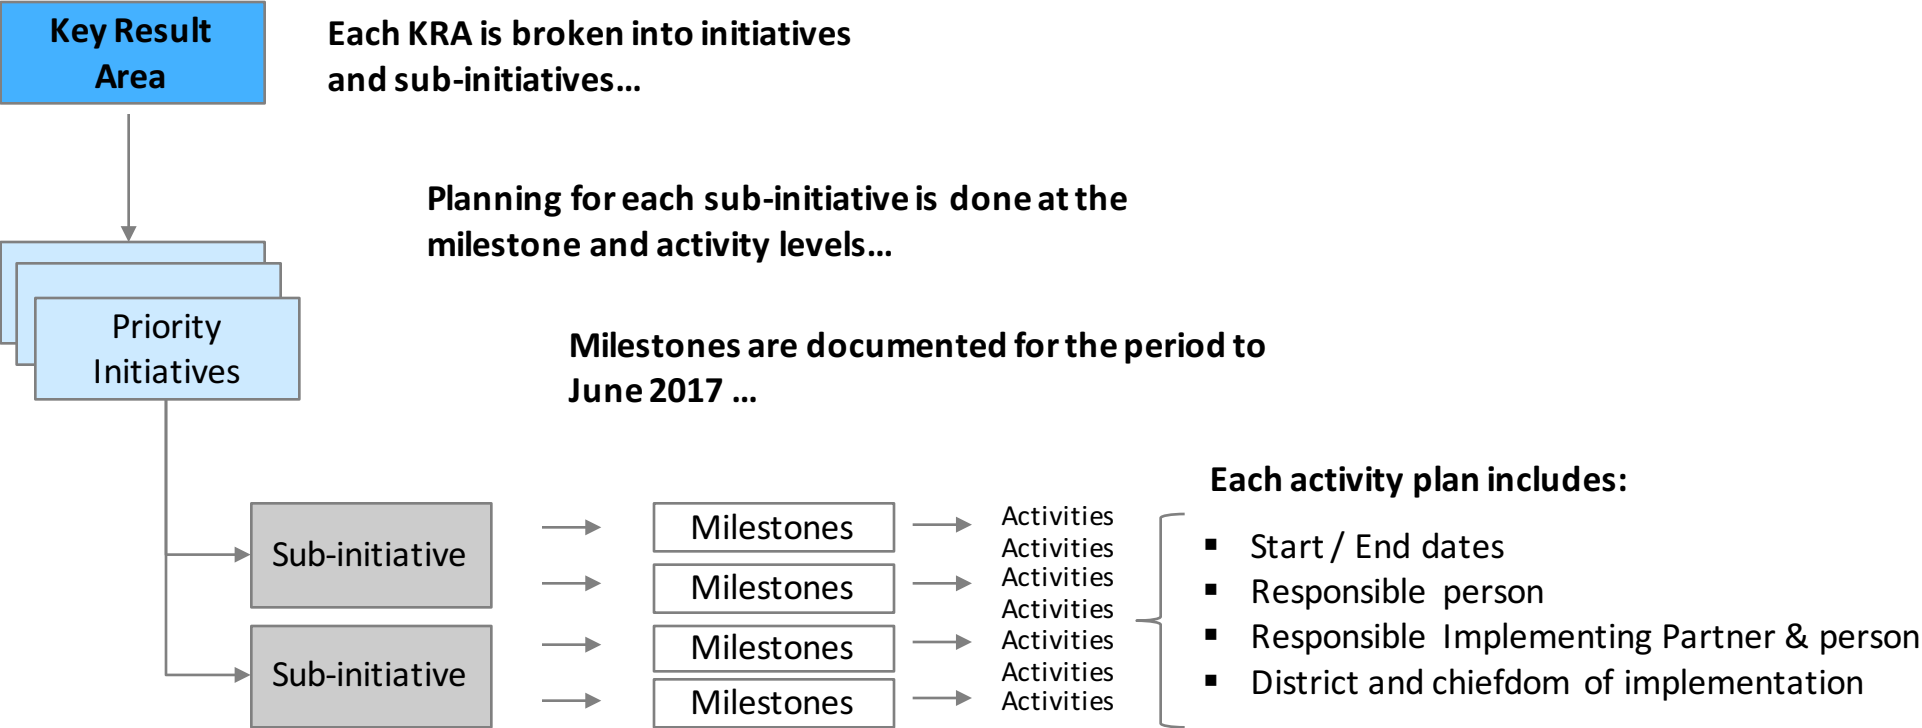 Key Result
Area
Each KRA is broken into initiatives
and sub-initiatives...
Planning for each sub-initiative is done at the
milestone and activity levels...
Priority
Initiatives
Milestones are documented for the period to
June 2017 ...
Each activity plan includes:
Sub-initiative
Sub-initiative
Milestones
Milestones
Milestones
Milestones
Activities
Activities
Activities
Activities
Activities
Activities
Activities
▪ Start / End dates
▪ Responsible person
▪ Responsible Implementing Partner & person
▪ District and chiefdom of implementation